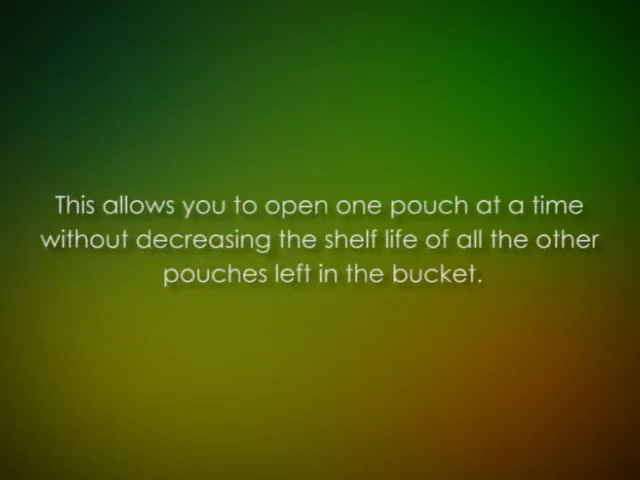 This allows you to open one pouch at a time
without decreasing the shelf life of all the other
pouches left in the bucket.